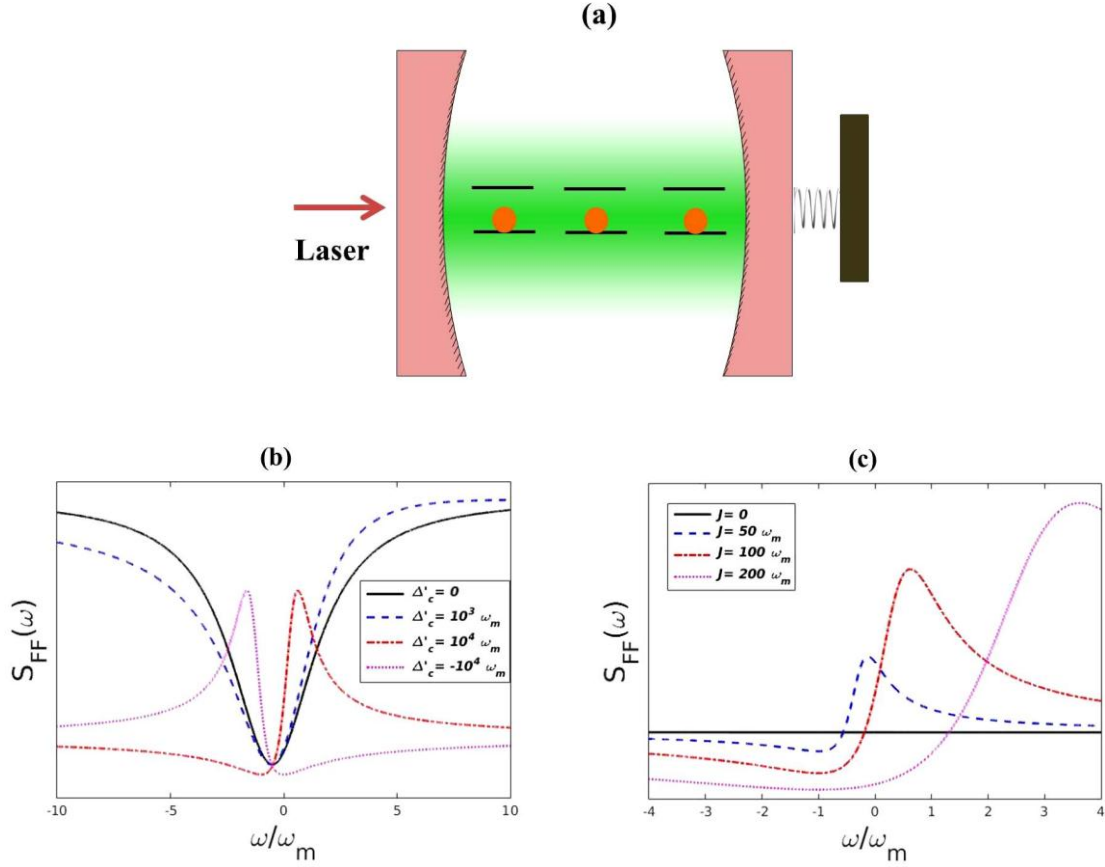 (a)
Laser
(b)
S_FF(ω)
Δ'_c = 0
Δ'_c = 10^3 ω_m
Δ'_c = 10^4 ω_m
Δ'_c = -10^4 ω_m
-10 -5 0 5 10
ω/ω_m
(c)
S_FF(ω)
J= 0
J= 50 ω_m
J= 100 ω_m
J= 200 ω_m
-4 -3 -2 -1 0 1 2 3 4
ω/ω_m